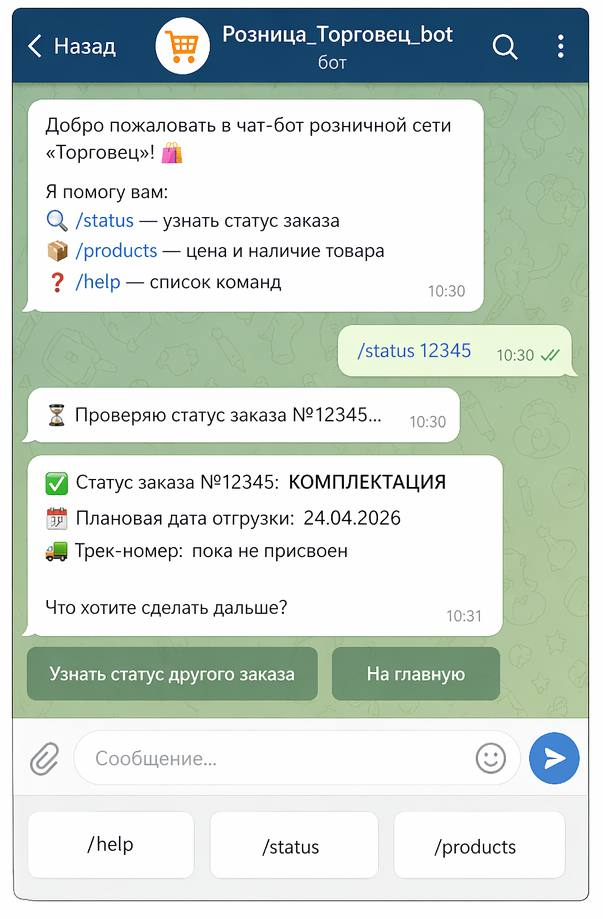 Назад
Розница_Торговец_bot
бот
Добро пожаловать в чат-бот розничной сети
«Торговец»!
Я помогу вам:
/status — узнать статус заказа
/products — цена и наличие товара
/help — список команд
10:30
/status 12345 10:30
Проверяю статус заказа №12345... 10:30
Статус заказа №12345: КОМПЛЕКТАЦИЯ
Плановая дата отгрузки: 24.04.2026
Трек-номер: пока не присвоен
Что хотите сделать дальше?
10:31
Узнать статус другого заказа
На главную
Сообщение...
/help
/status
/products